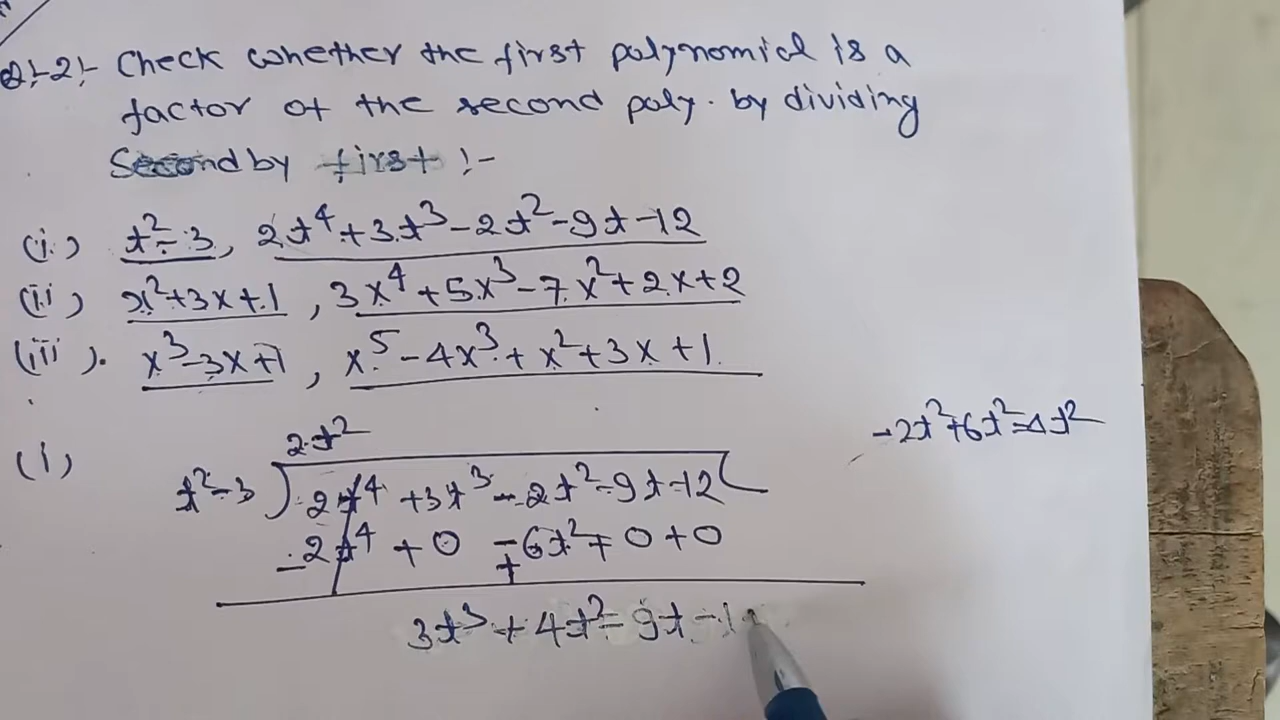 Q!-2!- Check whether the first polynomial is a
factor of the second poly. by dividing
Second by first :-
(i.) t²-3, 2t⁴+3t³-2t²-9t-12
(ii) x²+3x+1, 3x⁴+5x³-7x²+2x+2
(iii). x³-3x+1, x⁵-4x³+x²+3x+1.
-2t²+6t²=4t²
(i) 2t²
t²-3) 2t⁴+3t³-2t²-9t-12(
-2t⁴+0 -6t²+0+0
+
3t³+4t²-9t-1